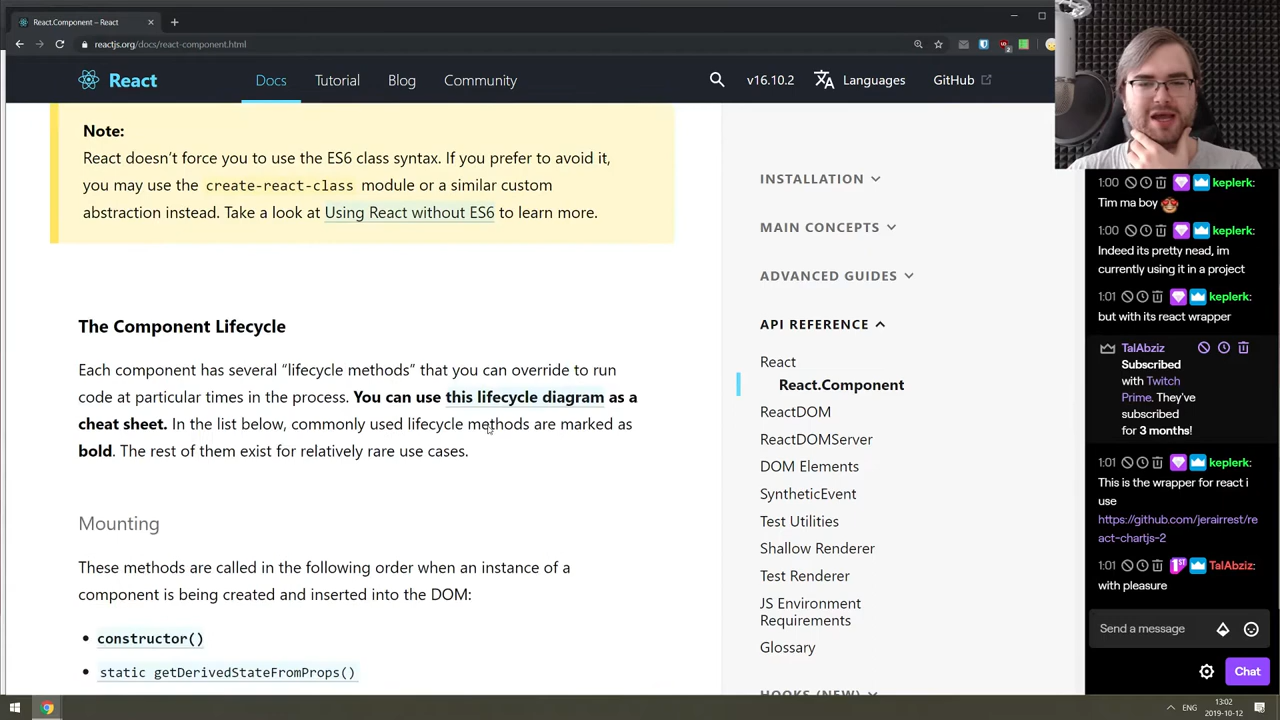 React.Component – React
reactjs.org/docs/react-component.html
React
Docs
Tutorial
Blog
Community
v16.10.2
Languages
GitHub
Note:
React doesn’t force you to use the ES6 class syntax. If you prefer to avoid it,
you may use the create-react-class module or a similar custom
abstraction instead. Take a look at Using React without ES6 to learn more.
The Component Lifecycle
Each component has several “lifecycle methods” that you can override to run
code at particular times in the process. You can use this lifecycle diagram as a
cheat sheet. In the list below, commonly used lifecycle methods are marked as
bold. The rest of them exist for relatively rare use cases.
Mounting
These methods are called in the following order when an instance of a
component is being created and inserted into the DOM:
• constructor()
• static getDerivedStateFromProps()
INSTALLATION
MAIN CONCEPTS
ADVANCED GUIDES
API REFERENCE
React
React.Component
ReactDOM
ReactDOMServer
DOM Elements
SyntheticEvent
Test Utilities
Shallow Renderer
Test Renderer
JS Environment
Requirements
Glossary
HOOKS (NEW)
1:00 keplerk:
Tim ma boy
1:00 keplerk:
Indeed its pretty nead, im
currently using it in a project
1:01 keplerk:
but with its react wrapper
TalAbziz
Subscribed
with Twitch
Prime. They've
subscribed
for 3 months!
1:01 keplerk:
This is the wrapper for react i
use
https://github.com/jerairrest/re
act-chartjs-2
1:01 1ST TalAbziz:
with pleasure
Send a message
Chat
ENG
13:02
2019-10-12